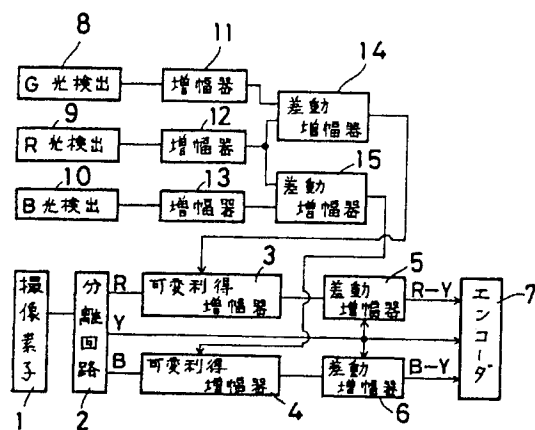 8
11
14
G 光検出
増幅器
差動
増幅器
9
12
R 光検出
増幅器
15
10
13
差動
増幅器
B 光検出
増幅器
3
5
7
撮像素子
分離回路
R
可変利得
増幅器
差動
増幅器
R-Y
エンコーダ
Y
B
可変利得
増幅器
差動
増幅器
B-Y
1
2
4
6